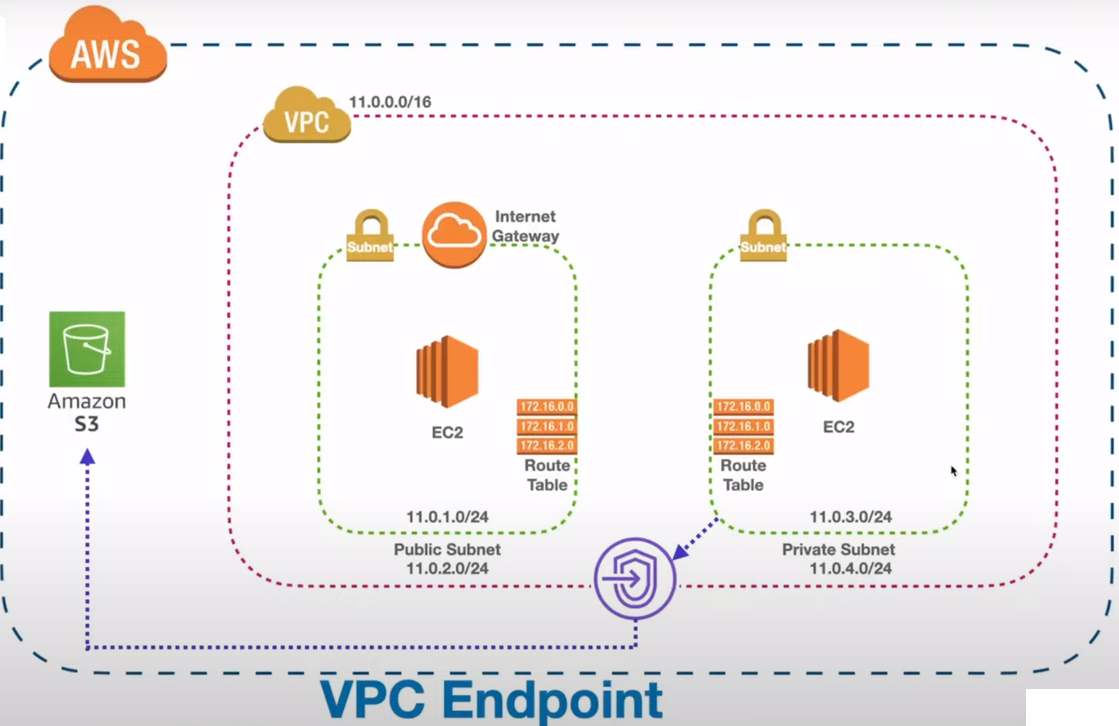 AWS
VPC
11.0.0.0/16
Subnet
Internet
Gateway
Subnet
Amazon
S3
EC2
172.16.0.0
172.16.1.0
172.16.2.0
Route
Table
11.0.1.0/24
Public Subnet
11.0.2.0/24
172.16.0.0
172.16.1.0
172.16.2.0
Route
Table
EC2
11.0.3.0/24
Private Subnet
11.0.4.0/24
VPC Endpoint